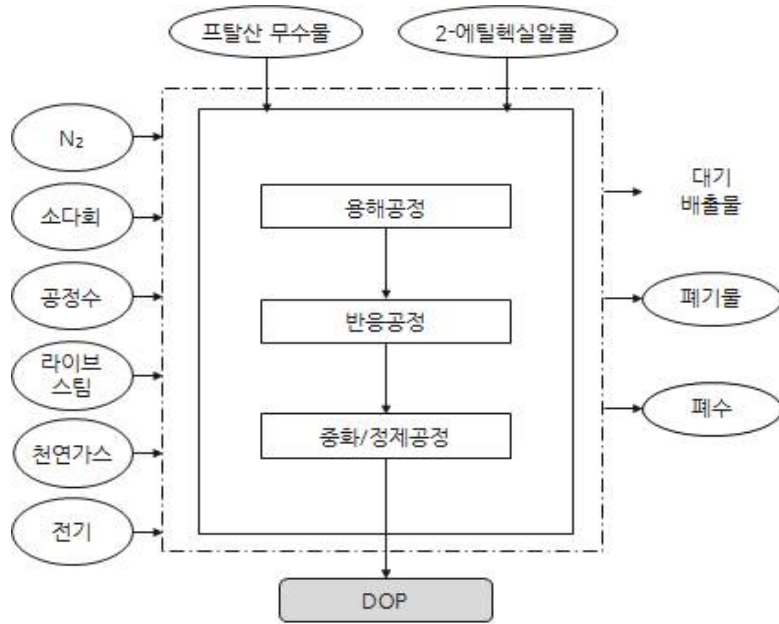 프탈산 무수물
2-에틸헥실알콜
N₂
소다회
공정수
라이브
스팀
천연가스
전기
용해공정
반응공정
중화/정제공정
대기
배출물
폐기물
폐수
DOP